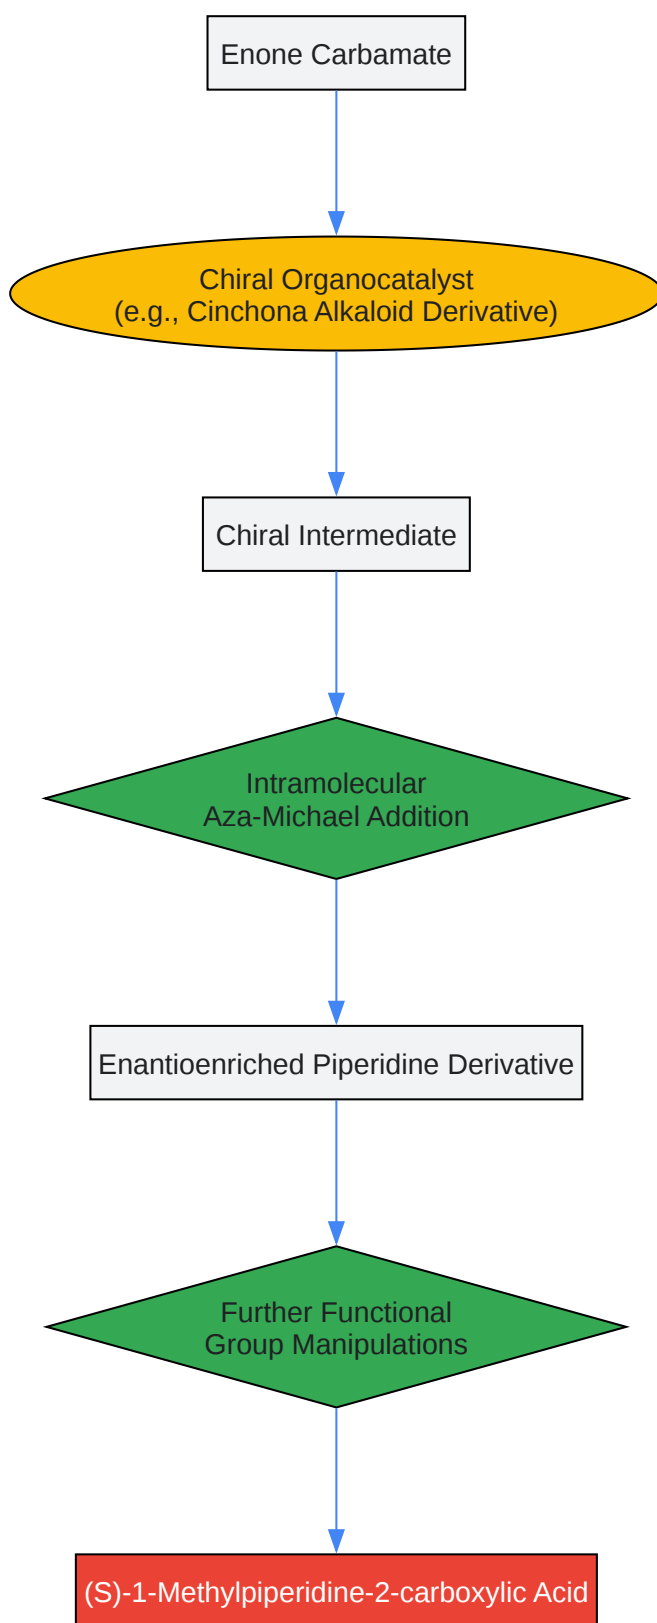 Enone Carbamate
Chiral Organocatalyst
(e.g., Cinchona Alkaloid Derivative)
Chiral Intermediate
Intramolecular
Aza-Michael Addition
Enantioenriched Piperidine Derivative
Further Functional
Group Manipulations
(S)-1-Methylpiperidine-2-carboxylic Acid